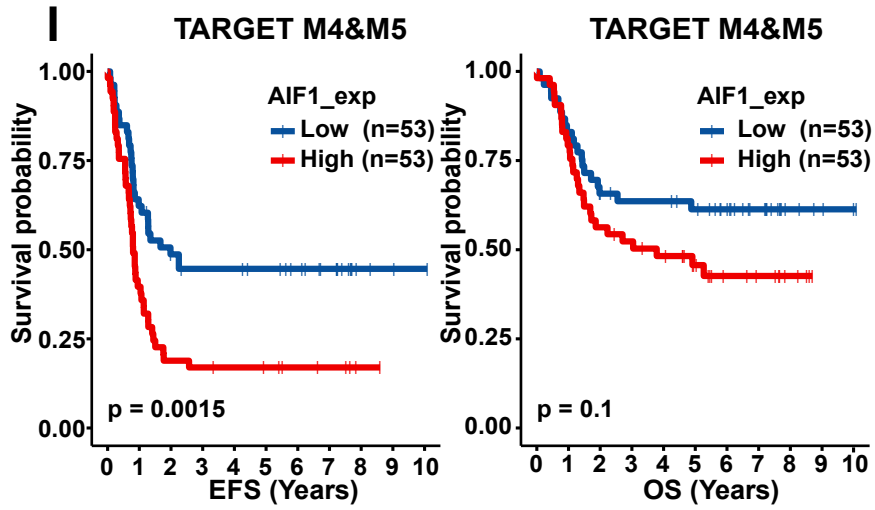 I
TARGET M4&M5
Survival probability
1.00
0.75
0.50
0.25
0.00
AIF1_exp
Low (n=53)
High (n=53)
p = 0.0015
0 1 2 3 4 5 6 7 8 9 10
EFS (Years)
TARGET M4&M5
Survival probability
1.00
0.75
0.50
0.25
0.00
AIF1_exp
Low (n=53)
High (n=53)
p = 0.1
0 1 2 3 4 5 6 7 8 9 10
OS (Years)